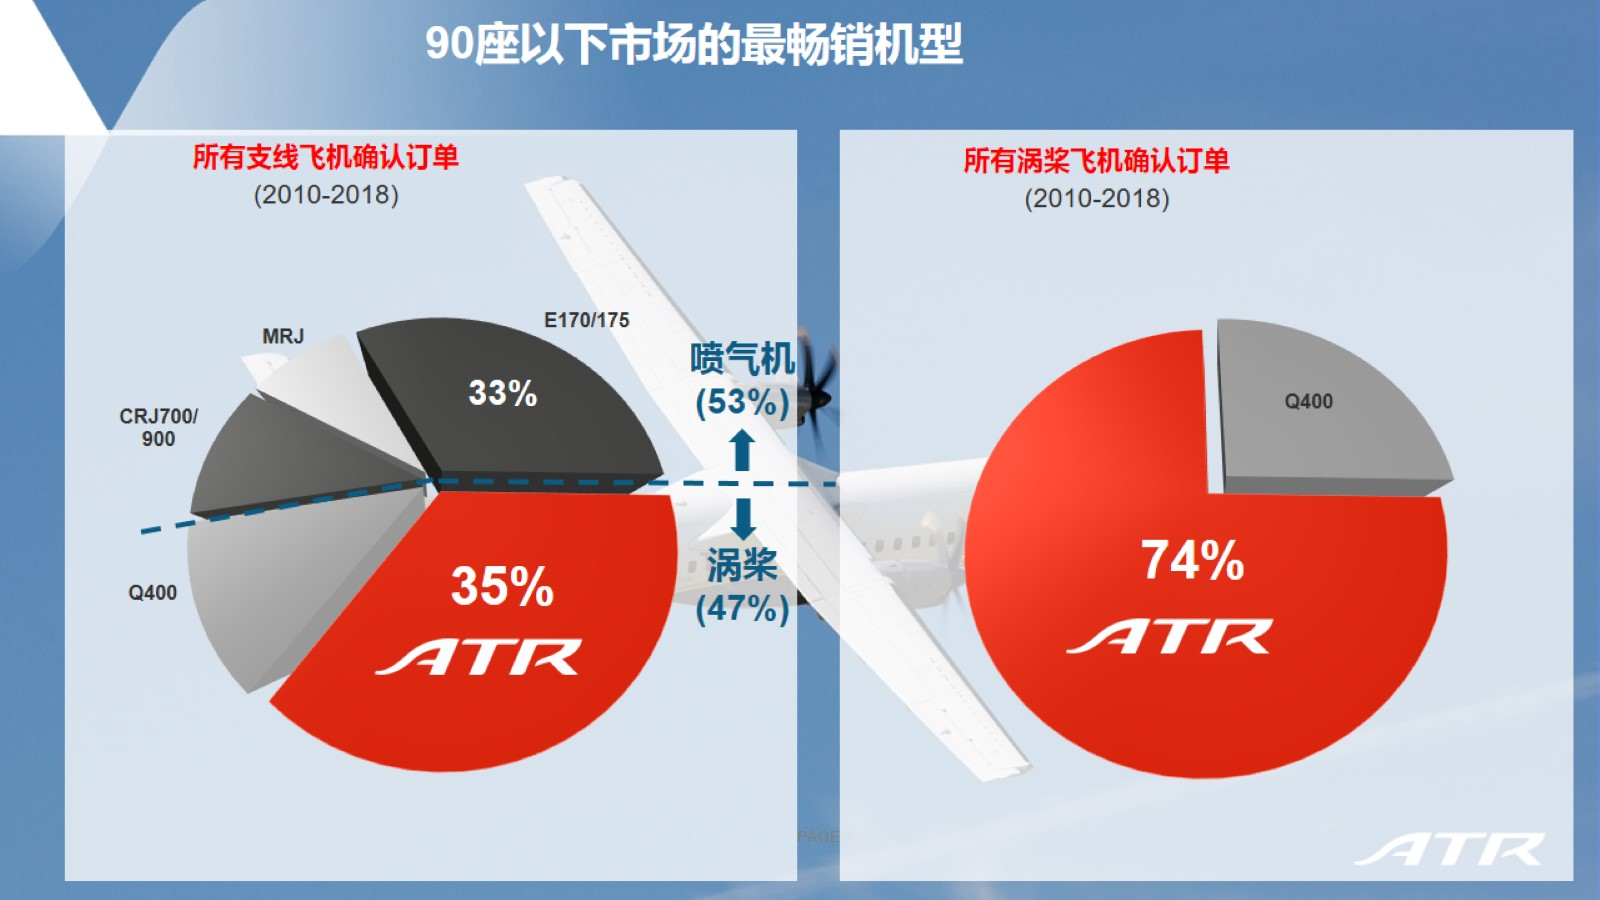 90座以下市场的最畅销机型
所有支线飞机确认订单
(2010-2018)
E170/175
MRJ
33%
CRJ700/
900
喷气机
(53%)
涡桨
(47%)
Q400
35%
ATR
所有涡桨飞机确认订单
(2010-2018)
Q400
74%
ATR
PAGE
ATR